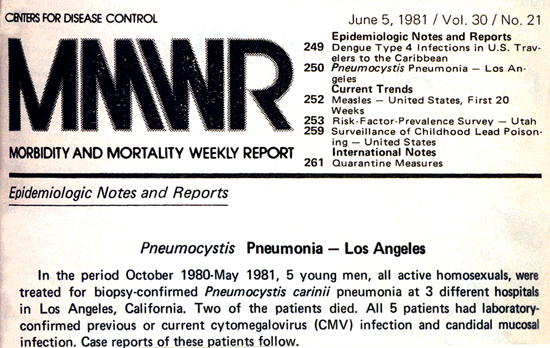 CENTERS FOR DISEASE CONTROL
June 5, 1981 / Vol. 30 / No. 21
MMWR
MORBIDITY AND MORTALITY WEEKLY REPORT
Epidemiologic Notes and Reports
249 Dengue Type 4 Infections in U.S. Trav-
elers to the Caribbean
250 Pneumocystis Pneumonia – Los An-
geles
Current Trends
252 Measles – United States, First 20
Weeks
253 Risk-Factor-Prevalence Survey – Utah
259 Surveillance of Childhood Lead Poison-
ing – United States
International Notes
261 Quarantine Measures
Epidemiologic Notes and Reports
Pneumocystis Pneumonia – Los Angeles
In the period October 1980-May 1981, 5 young men, all active homosexuals, were
treated for biopsy-confirmed Pneumocystis carinii pneumonia at 3 different hospitals
in Los Angeles, California. Two of the patients died. All 5 patients had laboratory-
confirmed previous or current cytomegalovirus (CMV) infection and candidal mucosal
infection. Case reports of these patients follow.